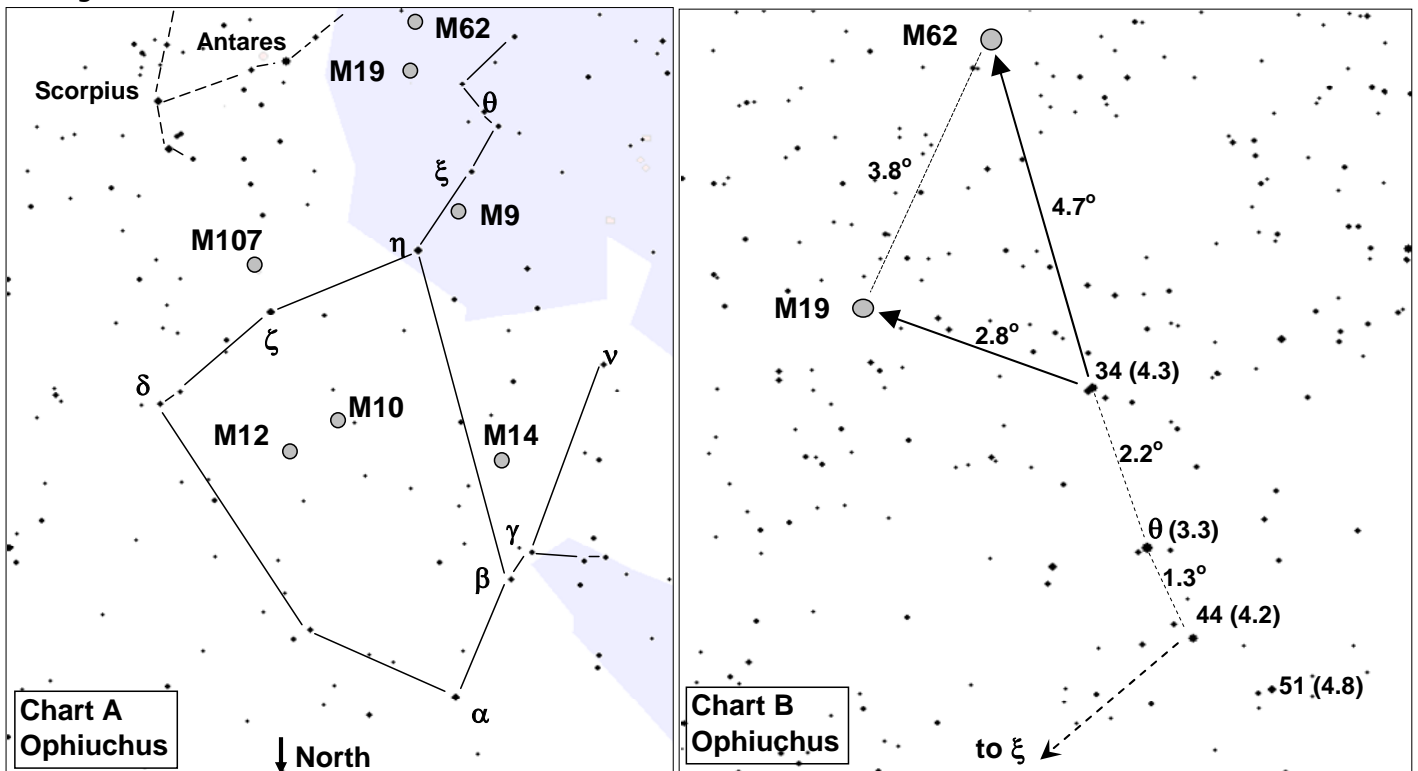 M62
Antares
M19
Scorpius
θ
ξ
M9
M107
η
ζ
ν
δ
M10
M12
M14
γ
β
α
Chart A
Ophiuchus
North
M62
3.8°
4.7°
M19
2.8°
34 (4.3)
2.2°
θ (3.3)
1.3°
44 (4.2)
51 (4.8)
to ξ
Chart B
Ophiuchus